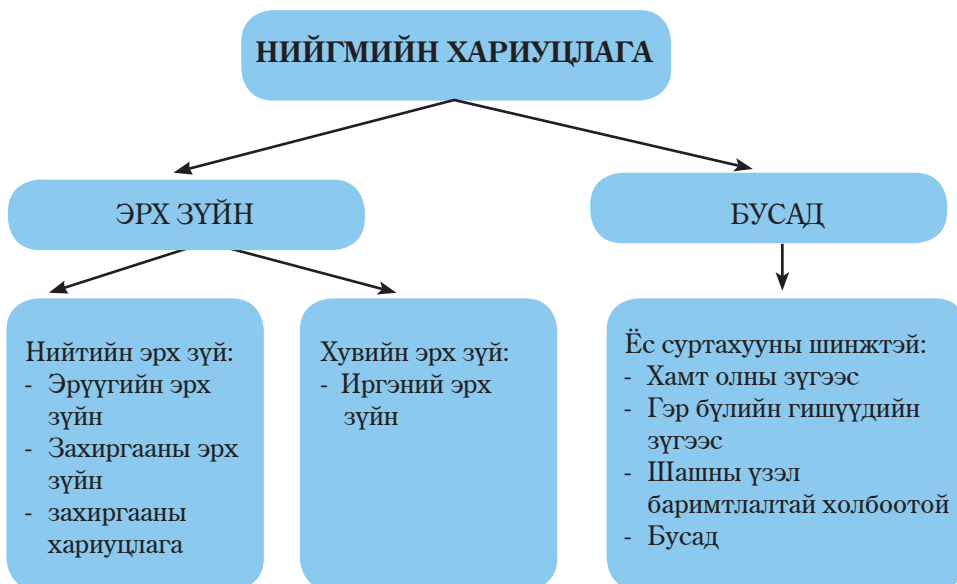 НИЙГМИЙН ХАРИУЦЛАГА
ЭРХ ЗҮЙН
БУСАД
Нийтийн эрх зүй:
- Эрүүгийн эрх
зүйн
- Захиргааны эрх
зүйн
- захиргааны
хариуцлага
Хувийн эрх зүй:
- Иргэний эрх
зүйн
Ёс суртахууны шинжтэй:
- Хамт олны зүгээс
- Гэр бүлийн гишүүдийн
зүгээс
- Шашны үзэл
баримтлалтай холбоотой
- Бусад